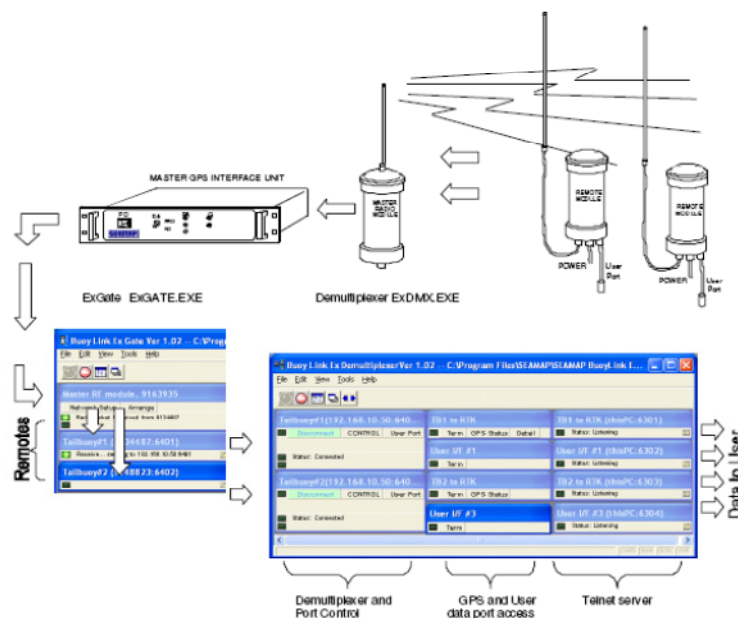 MASTER GPS INTERFACE UNIT
MASTER
RADIO
MODULE
REMOTE
MODULE
REMOTE
MODULE
POWER
User
Port
POWER
User
Port
ExGate ExGATE.EXE
Demultiplexer ExDMX.EXE
Buoy Link Ex Gate Ver 1.02 -- C:\Program
File Edit View Tools Help
Master RF module, 9163935
Arrange
Tailbuoy#1
:6401)
Tailbuoy#2
:6402)
Remotes
Buoy Link Ex DemultiplexerVer 1.02 -- C:\Program Files\SEAMAP\SEAMAP BuoyLink I...
File Edit View Tools Help
Tailbuoy#1(192.168.10.50:640...
Disconnect CONTROL User Port
Status: Connected
Tailbuoy#2(192.168.10.50:640...
Disconnect CONTROL User Port
Status: Connected
TB1 to RTK
Term GPS Status Detail
User I/F #1
Term
TB2 to RTK
Term GPS Status
User I/F #3
Term
TB1 to RTK (thisPC:6301)
Status: Listening
User I/F #1 (thisPC:6302)
Status: Listening
TB2 to RTK (thisPC:6303)
Status: Listening
User I/F #3 (thisPC:6304)
Status: Listening
Data to User
Demultiplexer and
Port Control
GPS and User
data port access
Telnet server